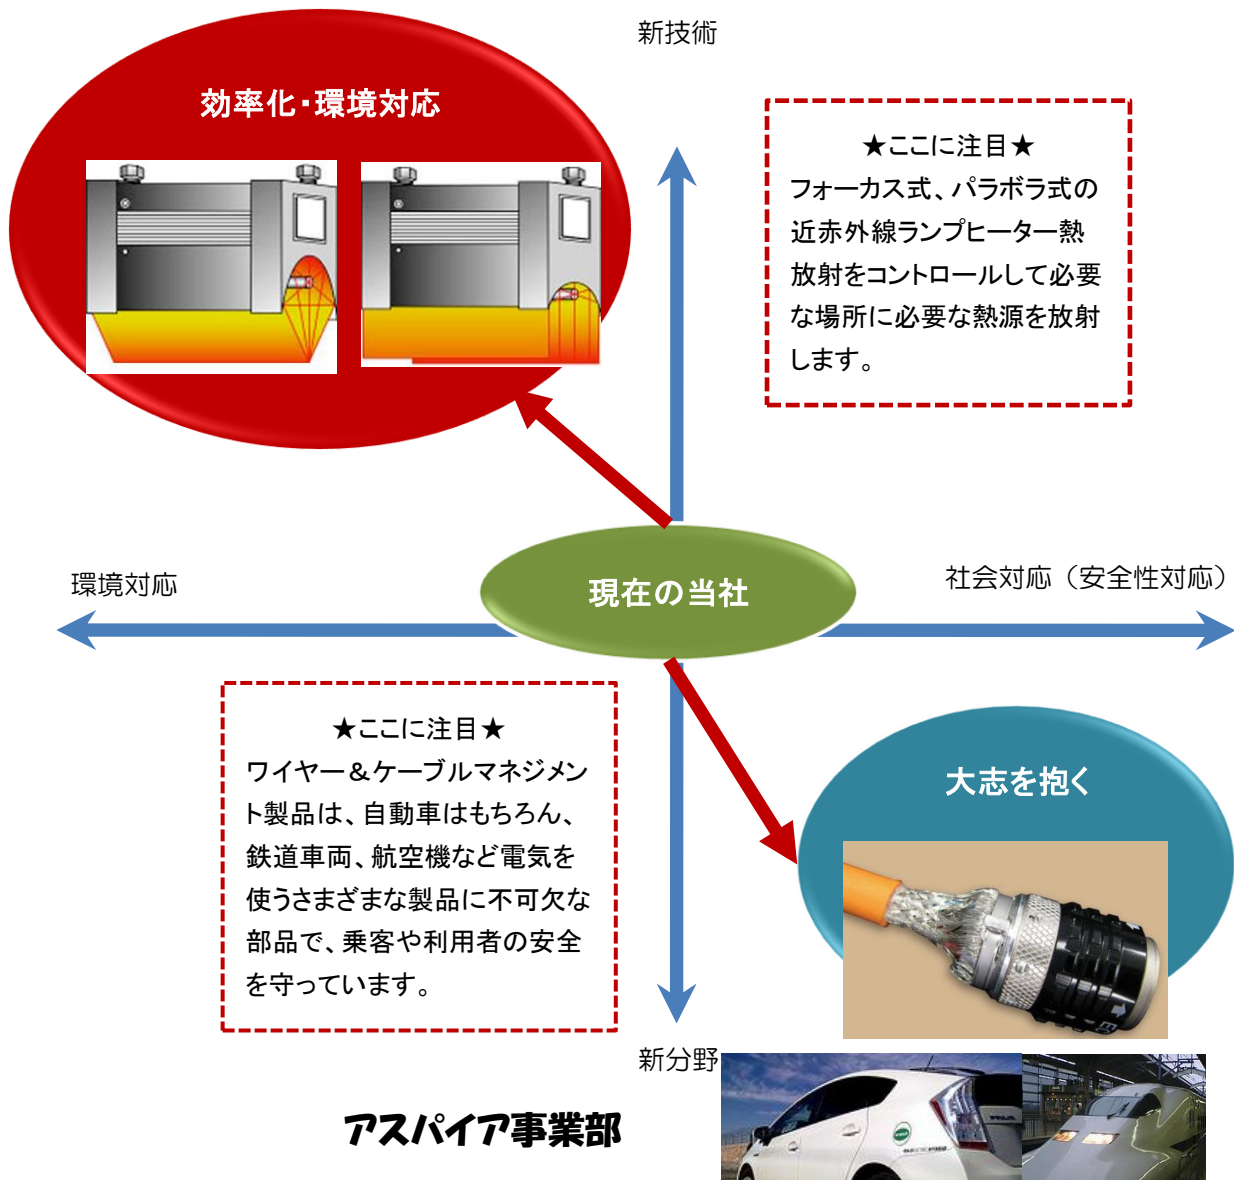 新技術
効率化・環境対応
★ここに注目★
フォーカス式、パラボラ式の
近赤外線ランプヒーター熱
放射をコントロールして必要
な場所に必要な熱源を放射
します。
環境対応
現在の当社
社会対応（安全性対応）
★ここに注目★
ワイヤー＆ケーブルマネジメン
ト製品は、自動車はもちろん、
鉄道車両、航空機など電気を
使うさまざまな製品に不可欠な
部品で、乗客や利用者の安全
を守っています。
大志を抱く
新分野
アスパイア事業部